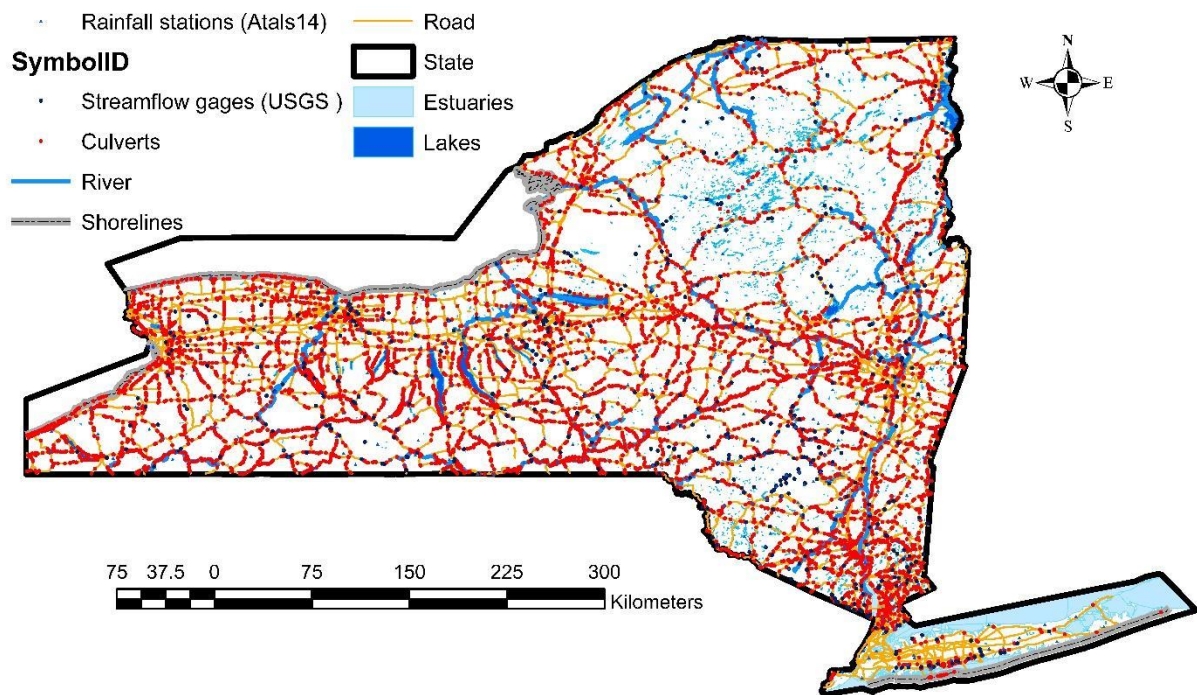 Rainfall stations (Atals14)
SymbolID
Streamflow gages (USGS )
Culverts
River
Shorelines
Road
State
Estuaries
Lakes
N
W E
S
75 37.5 0 75 150 225 300
Kilometers